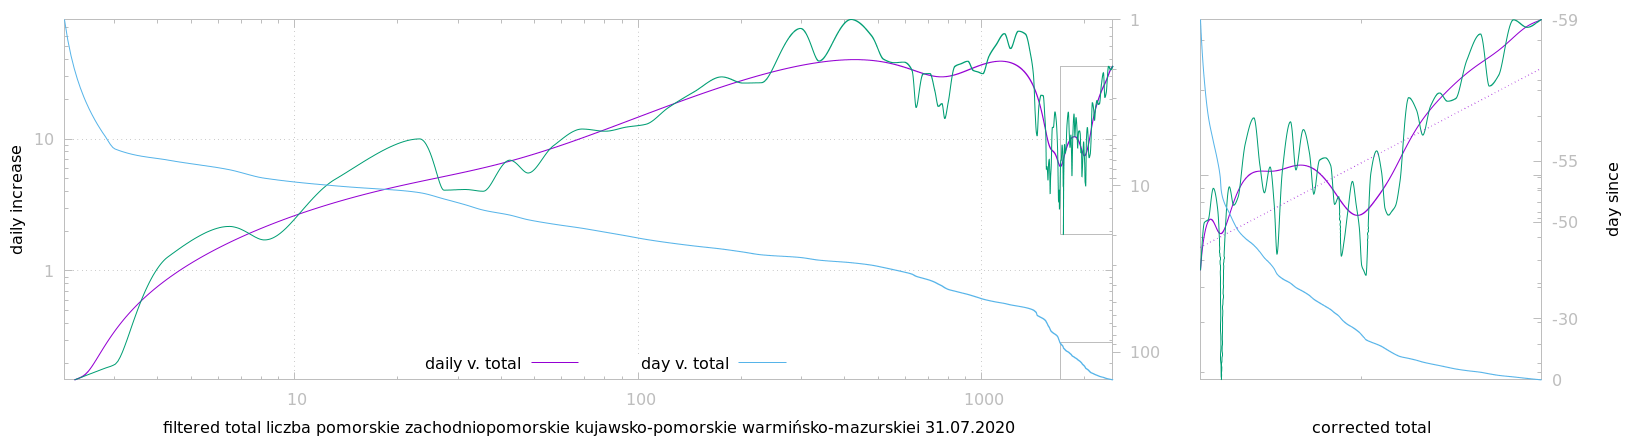 1
-59
10
-55
daily increase
10
-50
day since
1
-30
daily v. total
day v. total
100
0
10
100
1000
filtered total liczba pomorskie zachodniopomorskie kujawsko-pomorskie warmińsko-mazurskiei 31.07.2020
corrected total